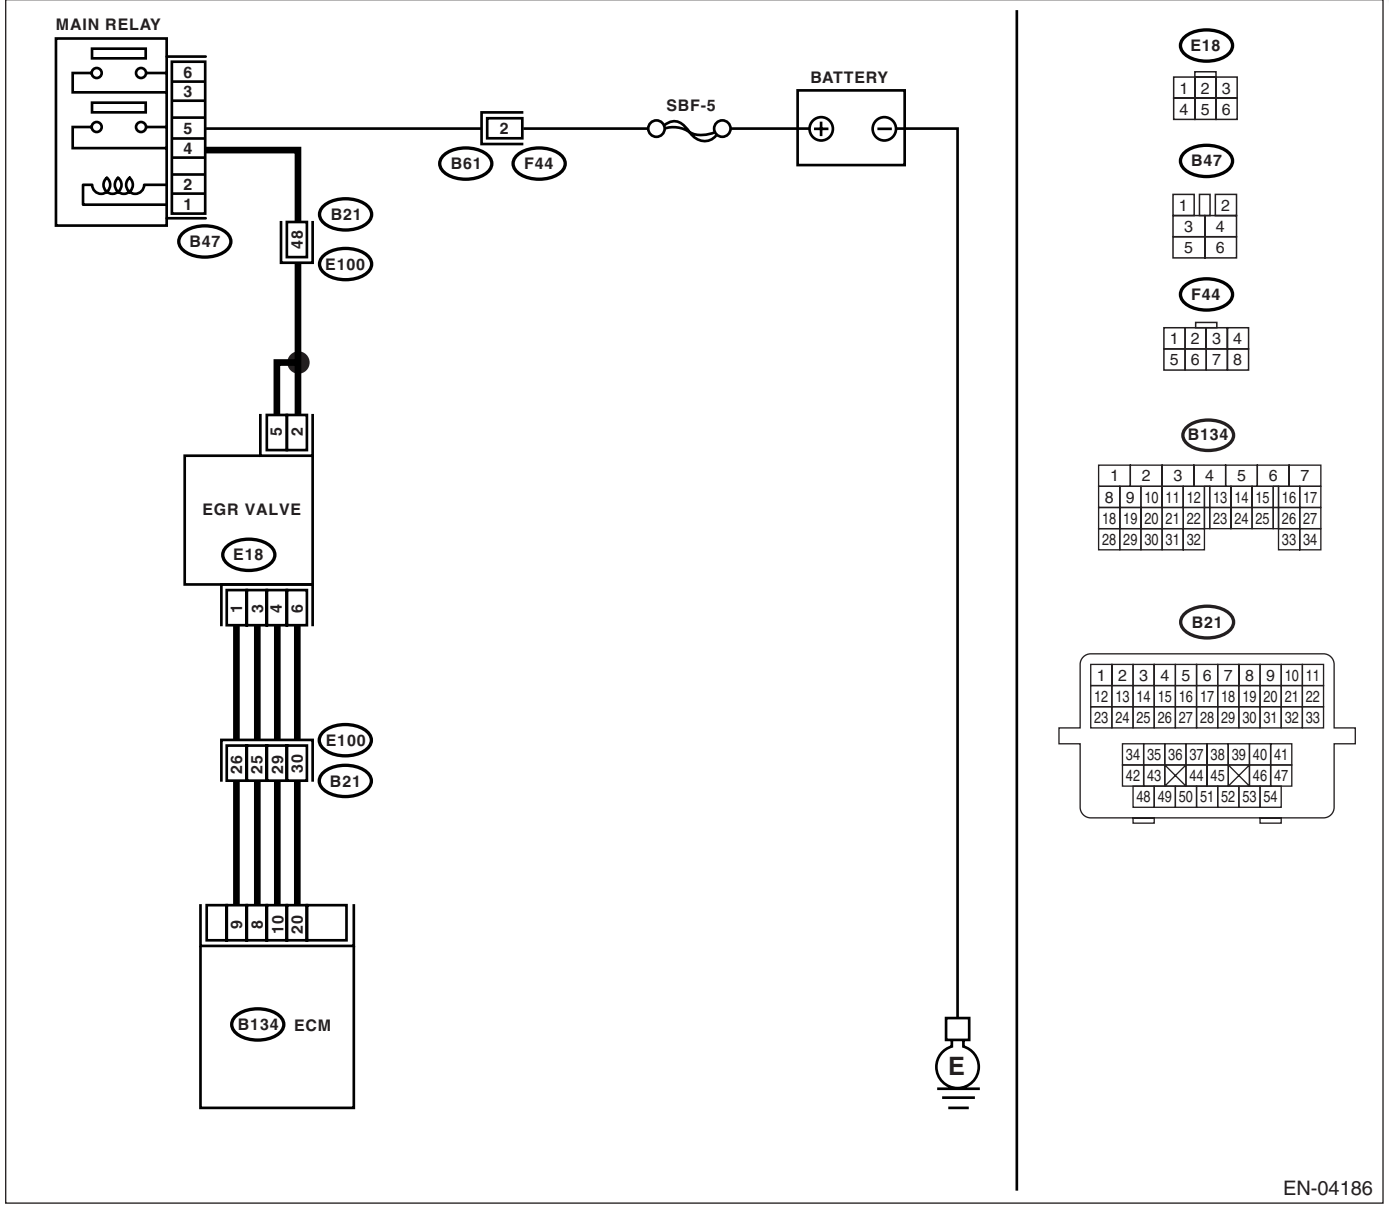 MAIN RELAY
6
3
5
4
2
1
B47
2
B61 F44
SBF-5
BATTERY
+ −
48
B21
E100
5 2
EGR VALVE
E18
1 3 4 6
26 25 29 30
E100
B21
9 8 10 20
B134 ECM
E
E18
1 2 3
4 5 6
B47
1 2
3 4
5 6
F44
1 2 3 4
5 6 7 8
B134
1 2 3 4 5 6 7
8 9 10 11 12 13 14 15 16 17
18 19 20 21 22 23 24 25 26 27
28 29 30 31 32 33 34
B21
1 2 3 4 5 6 7 8 9 10 11
12 13 14 15 16 17 18 19 20 21 22
23 24 25 26 27 28 29 30 31 32 33
34 35 36 37 38 39 40 41
42 43 44 45 46 47
48 49 50 51 52 53 54
EN-04186